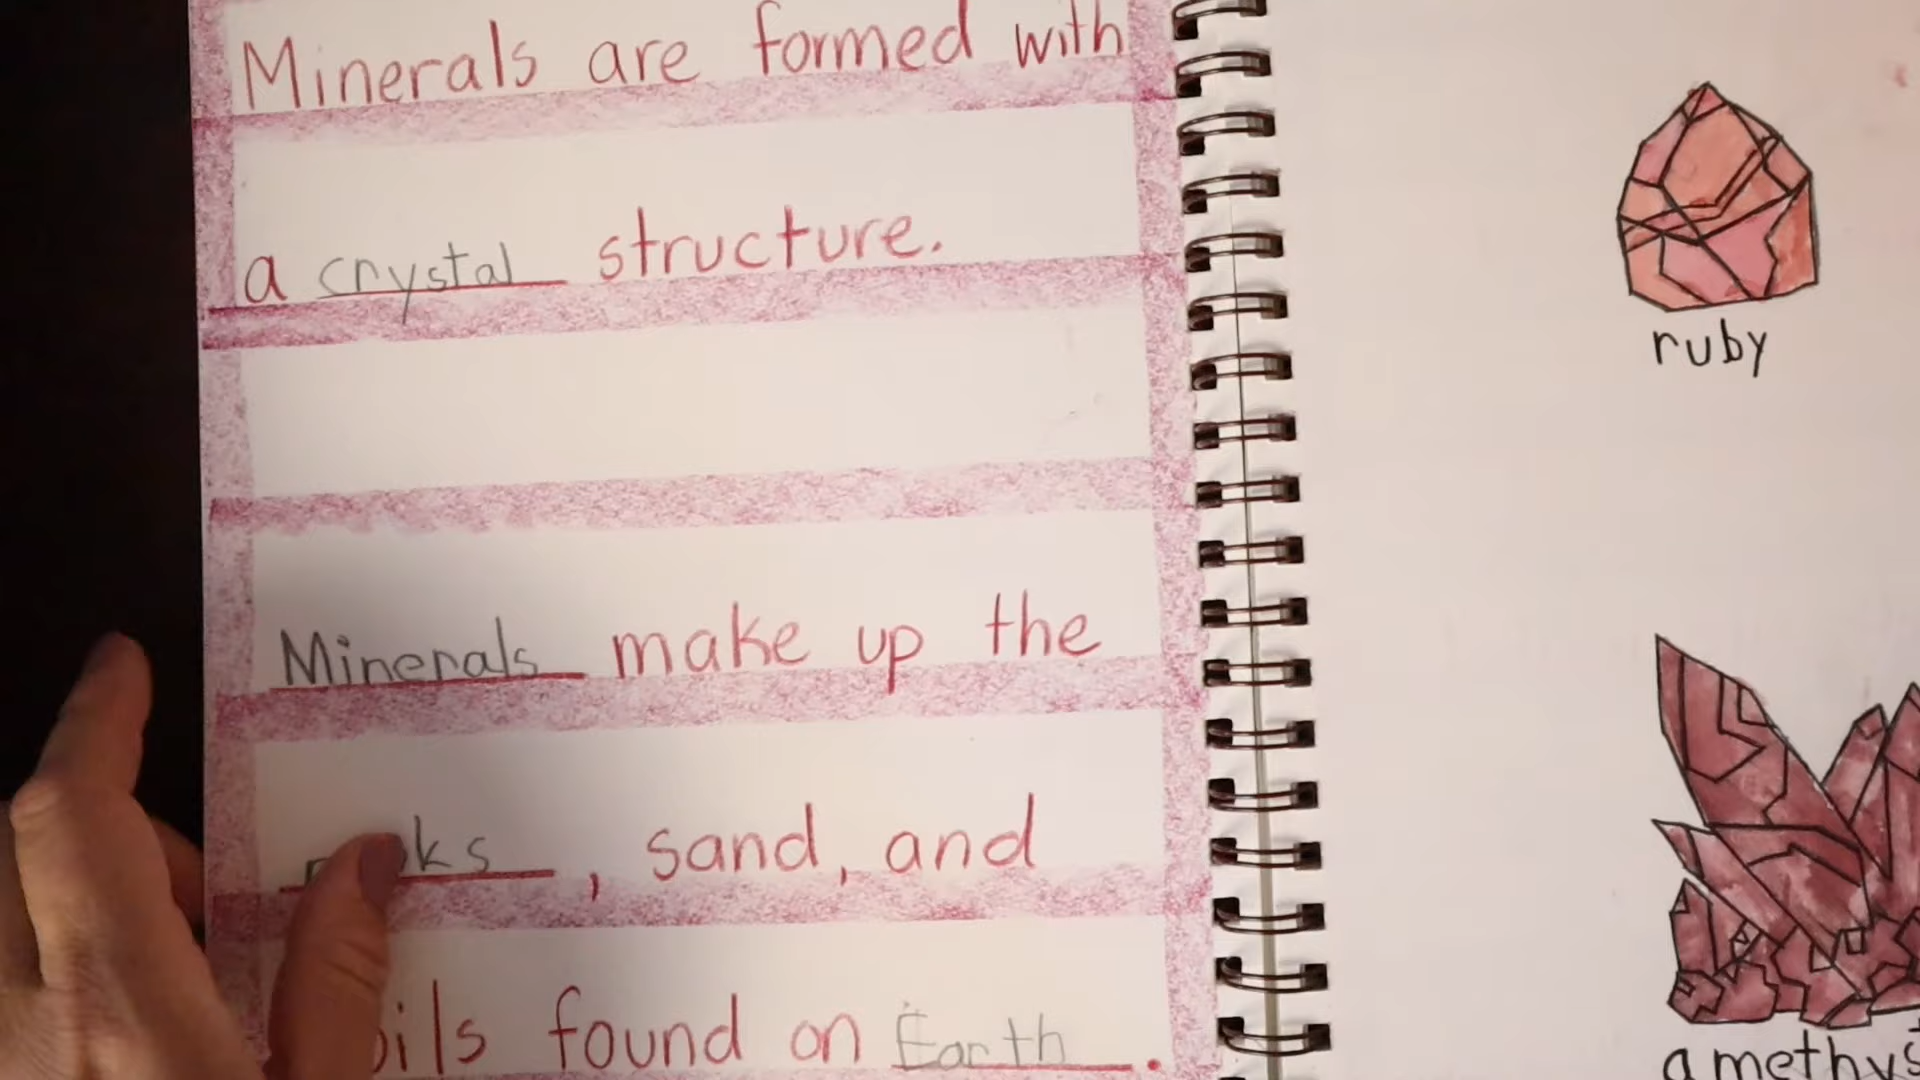 Minerals are formed with
a crystal structure.
Minerals make up the
, sand, and
found on Earth.
ruby